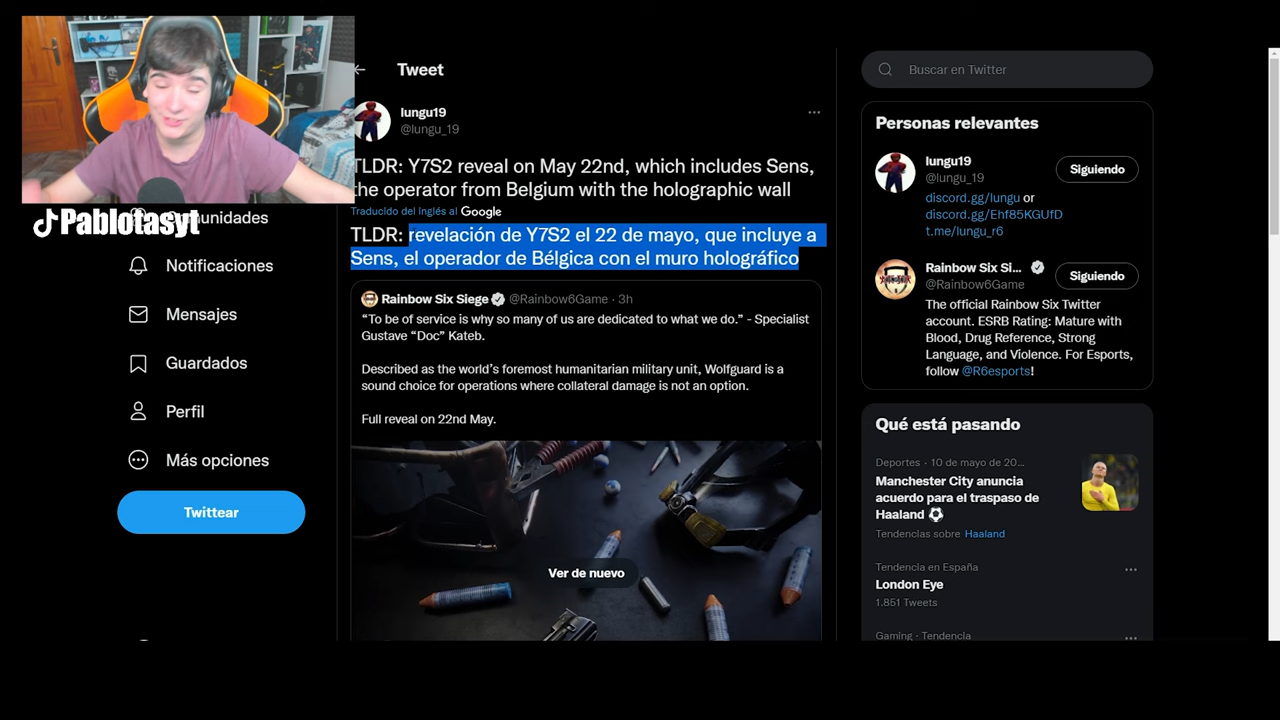 Tweet
lungu19
@lungu_19
TLDR: Y7S2 reveal on May 22nd, which includes Sens,
the operator from Belgium with the holographic wall
Traducido del Inglés al Google
TLDR: revelación de Y7S2 el 22 de mayo, que incluye a
Sens, el operador de Bélgica con el muro holográfico
Rainbow Six Siege @Rainbow6Game · 3h
“To be of service is why so many of us are dedicated to what we do.” - Specialist
Gustave “Doc” Kateb.
Described as the world’s foremost humanitarian military unit, Wolfguard is a
sound choice for operations where collateral damage is not an option.
Full reveal on 22nd May.
Ver de nuevo
Pablotasyt
Notificaciones
Mensajes
Guardados
Perfil
Más opciones
Twittear
Buscar en Twitter
Personas relevantes
lungu19
@lungu_19
Siguiendo
discord.gg/lungu or
discord.gg/Ehf85KGUfD
t.me/lungu_r6
Rainbow Six Si...
@Rainbow6Game
Siguiendo
The official Rainbow Six Twitter
account. ESRB Rating: Mature with
Blood, Drug Reference, Strong
Language, and Violence. For Esports,
follow @R6esports!
Qué está pasando
Deportes · 10 de mayo de 20...
Manchester City anuncia
acuerdo para el traspaso de
Haaland
Tendencias sobre Haaland
Tendencia en España
London Eye
1.851 Tweets
Gaming · Tendencia